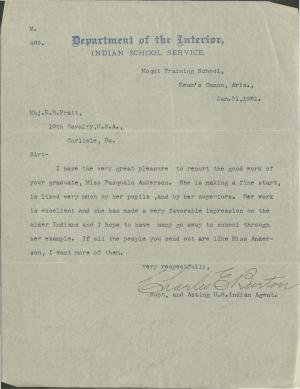 M.
488.
Department of the Interior,
INDIAN SCHOOL SERVICE,
Moqui Training School,
Keam's Canon, Ariz.,
Jan.21,1901.
Maj.R.H.Pratt,
10th Cavalry,U.S.A.,
Carlisle, Pa.
Sir:-
I have the very great pleasure to report the good work of
your graduate, Miss Pasquala Anderson. She is making a fine start,
is liked very much by her pupils ,and by her superiors. Her work
is excellent and she has made a very favorable impression on the
older Indians and I hope to have many go away to school through
her example. If all the people you send out are like Miss Ander-
son, I want more of them.
Very respectfully,
Charles E Burton
Supt. and Acting U.S.Indian Agent.